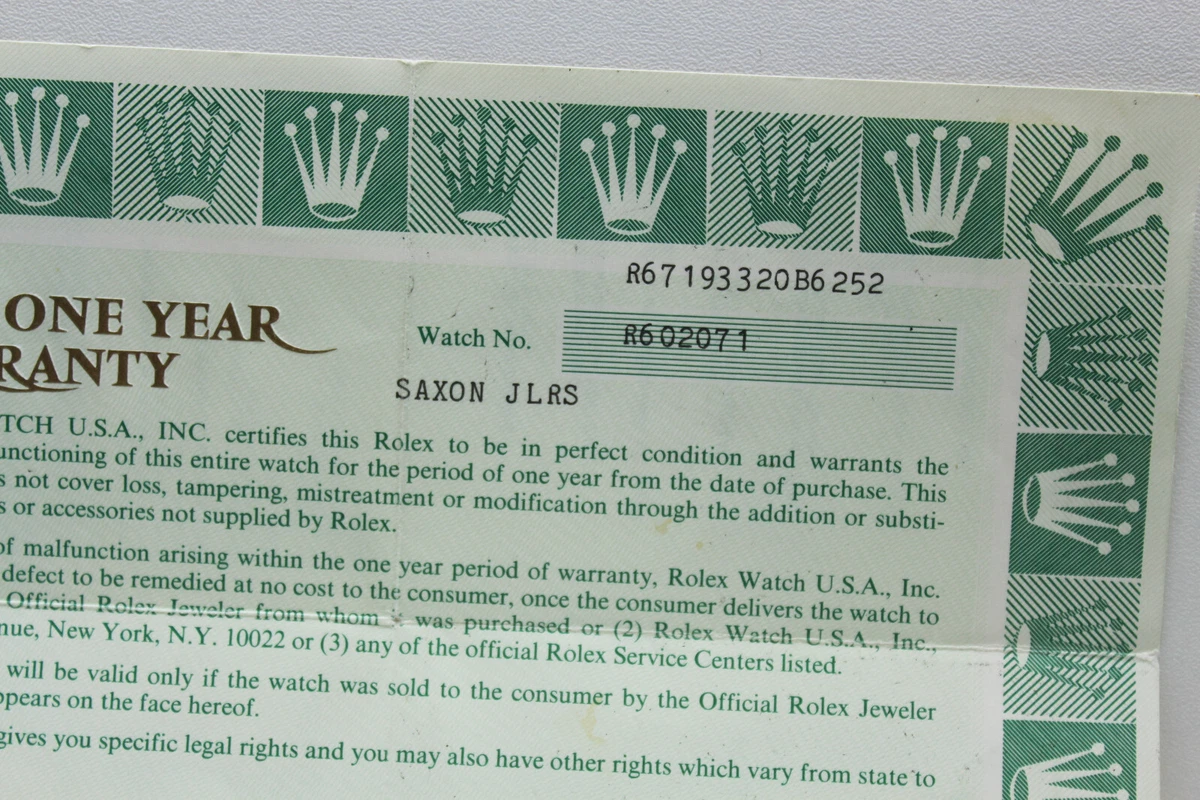 R67193320B6252
ONE YEAR
Watch No. R602071
RANTY
SAXON JLRS
TCH U.S.A., INC. certifies this Rolex to be in perfect condition and warrants the
unctioning of this entire watch for the period of one year from the date of purchase. This
s not cover loss, tampering, mistreatment or modification through the addition or substi-
s or accessories not supplied by Rolex.
of malfunction arising within the one year period of warranty, Rolex Watch U.S.A., Inc.
defect to be remedied at no cost to the consumer, once the consumer delivers the watch to
Official Rolex Jeweler from whom was purchased or (2) Rolex Watch U.S.A., Inc.,
nue, New York, N.Y. 10022 or (3) any of the official Rolex Service Centers listed.
will be valid only if the watch was sold to the consumer by the Official Rolex Jeweler
ppears on the face hereof.
gives you specific legal rights and you may also have other rights which vary from state to